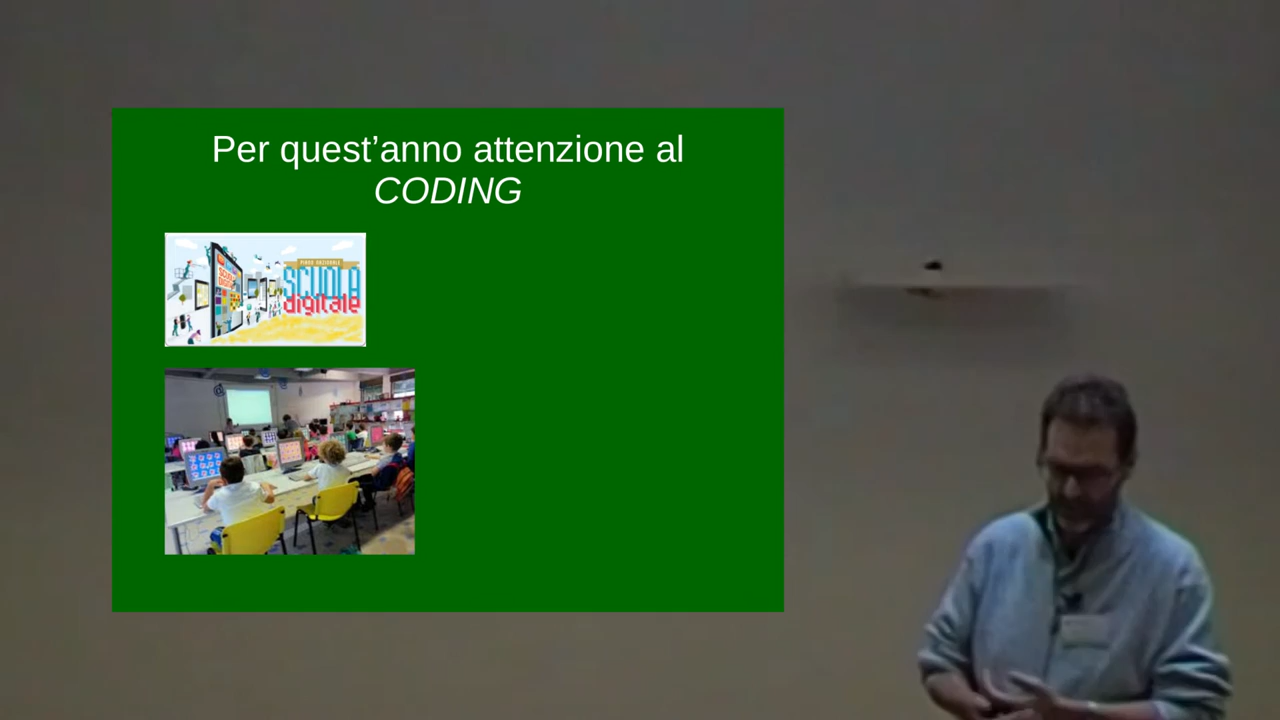 Per quest’anno attenzione al
CODING
PIANO NAZIONALE
SCUOLA
digitale